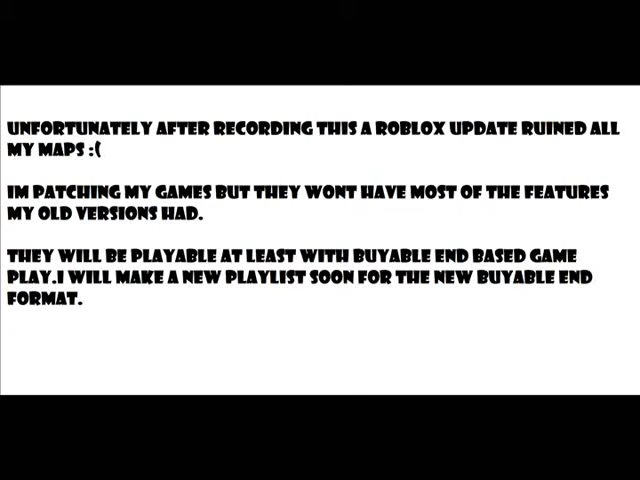 UNFORTUNATELY AFTER RECORDING THIS A ROBLOX UPDATE RUINED ALL
MY MAPS :(
IM PATCHING MY GAMES BUT THEY WONT HAVE MOST OF THE FEATURES
MY OLD VERSIONS HAD.
THEY WILL BE PLAYABLE AT LEAST WITH BUYABLE END BASED GAME
PLAY.I WILL MAKE A NEW PLAYLIST SOON FOR THE NEW BUYABLE END
FORMAT.